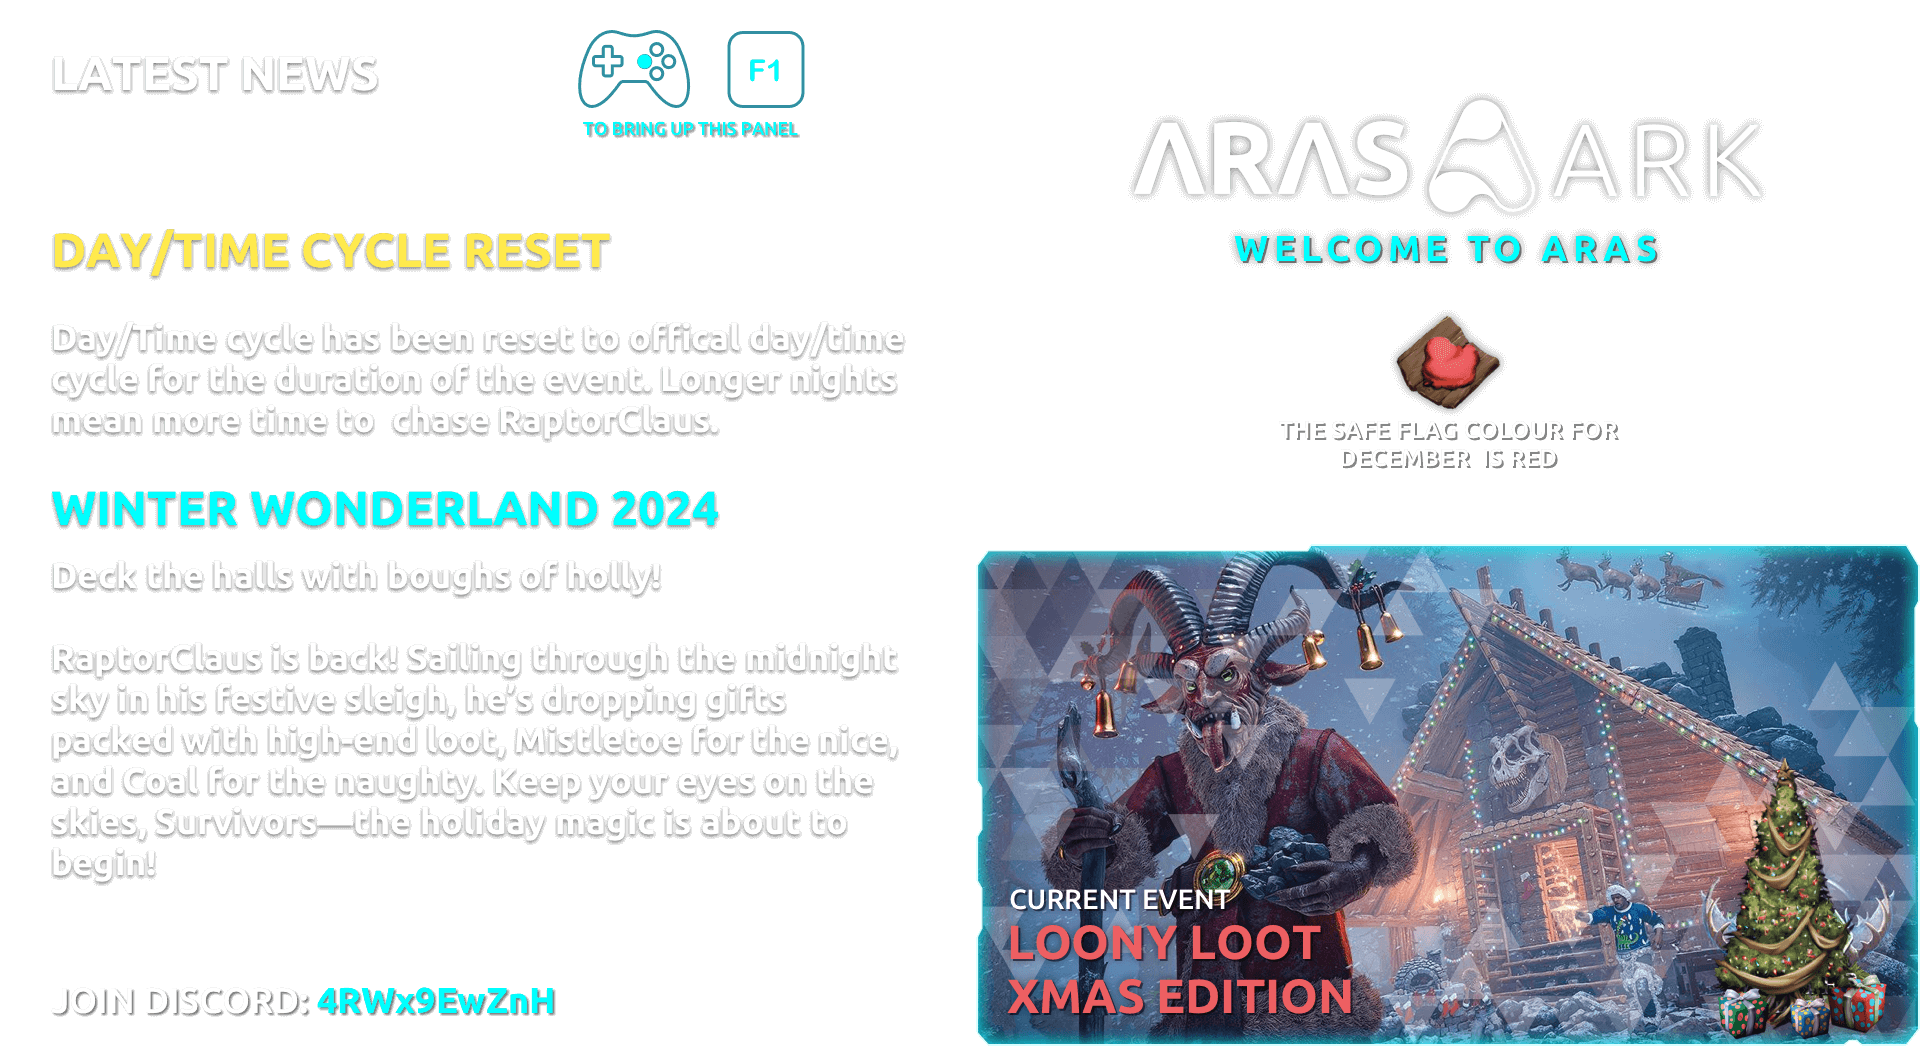 LATEST NEWS
F1
TO BRING UP THIS PANEL
DAY/TIME CYCLE RESET
Day/Time cycle has been reset to offical day/time
cycle for the duration of the event. Longer nights
mean more time to  chase RaptorClaus.
WINTER WONDERLAND 2024
Deck the halls with boughs of holly!
RaptorClaus is back! Sailing through the midnight
sky in his festive sleigh, he’s dropping gifts
packed with high-end loot, Mistletoe for the nice,
and Coal for the naughty. Keep your eyes on the
skies, Survivors—the holiday magic is about to
begin!
JOIN DISCORD: 4RWx9EwZnH
ARAS ARK
WELCOME TO ARAS
THE SAFE FLAG COLOUR FOR
DECEMBER  IS RED
CURRENT EVENT
LOONY LOOT
XMAS EDITION